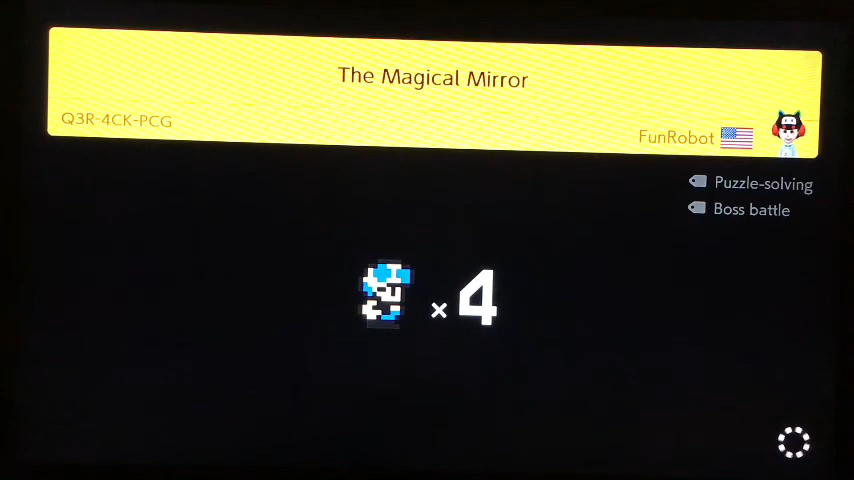 The Magical Mirror
Q3R-4CK-PCG
FunRobot
Puzzle-solving
Boss battle
× 4